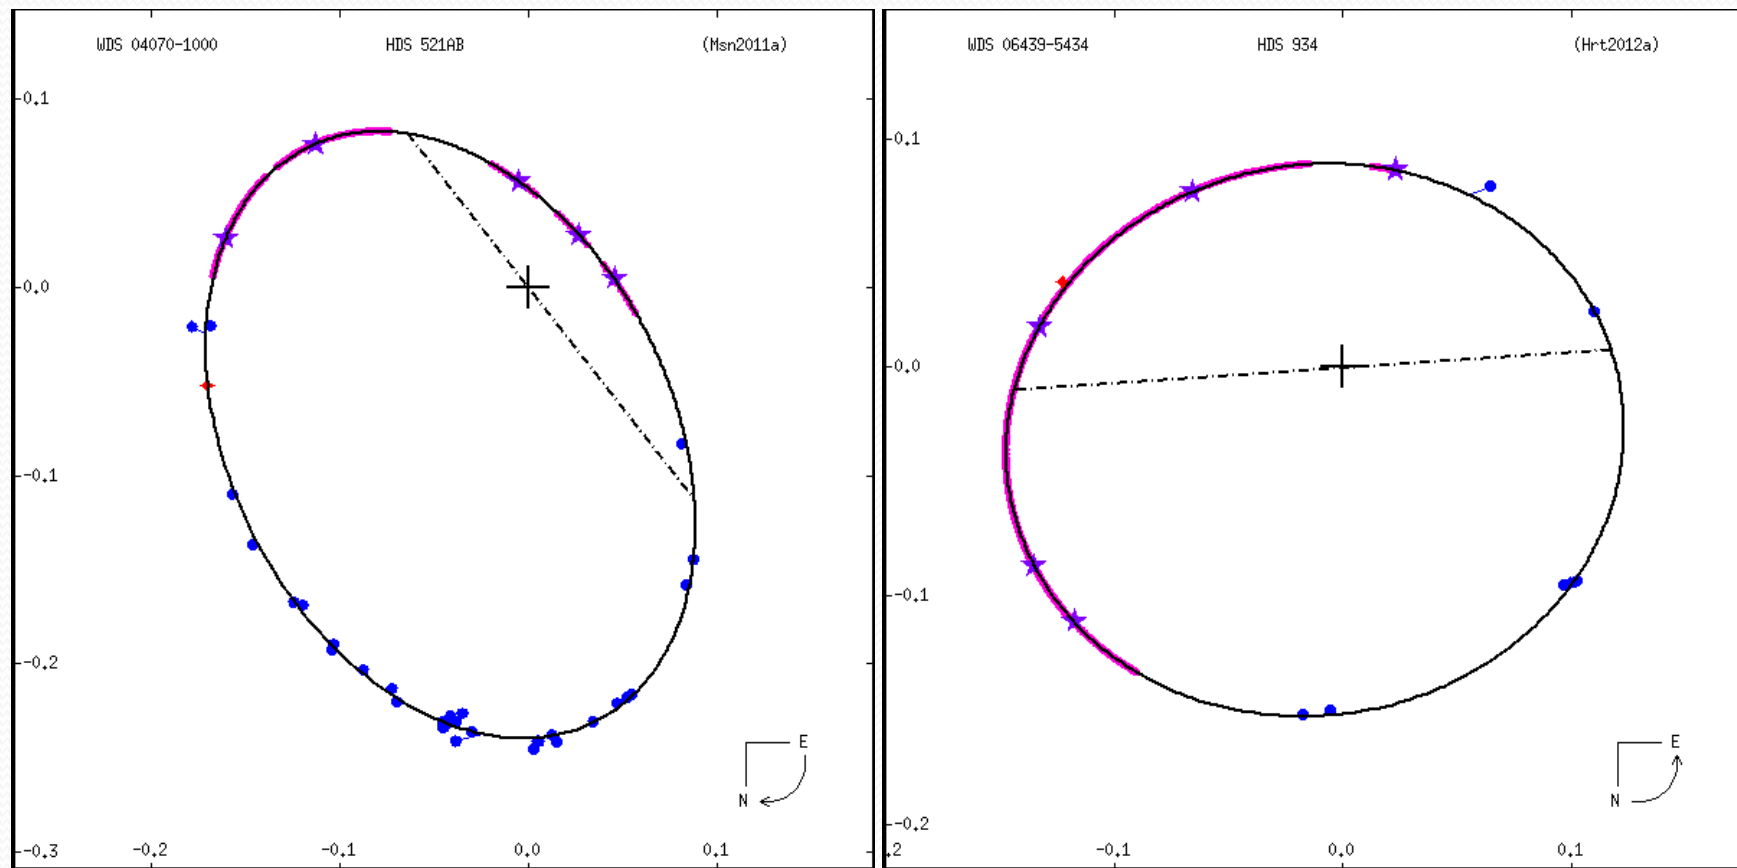 WDS 04070-1000 HDS 521AB (Msn2011a)
0.1
0.0
-0.1
-0.2
-0.3
-0.2 -0.1 0.0 0.1
E
N
WDS 06439-5434 HDS 934 (Hrt2012a)
0.1
0.0
-0.1
-0.2
.2 -0.1 0.0 0.1
E
N